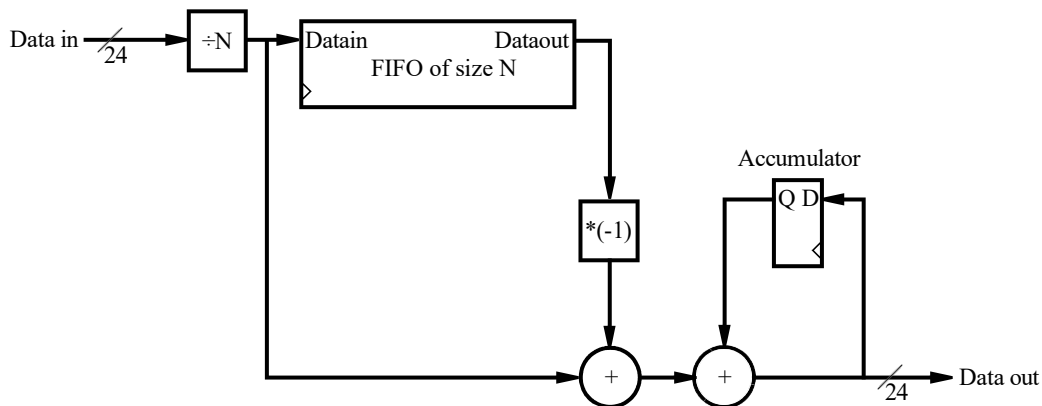 Data in
24
÷N
Datain Dataout
FIFO of size N
Accumulator
Q D
*(-1)
+
+
24
Data out